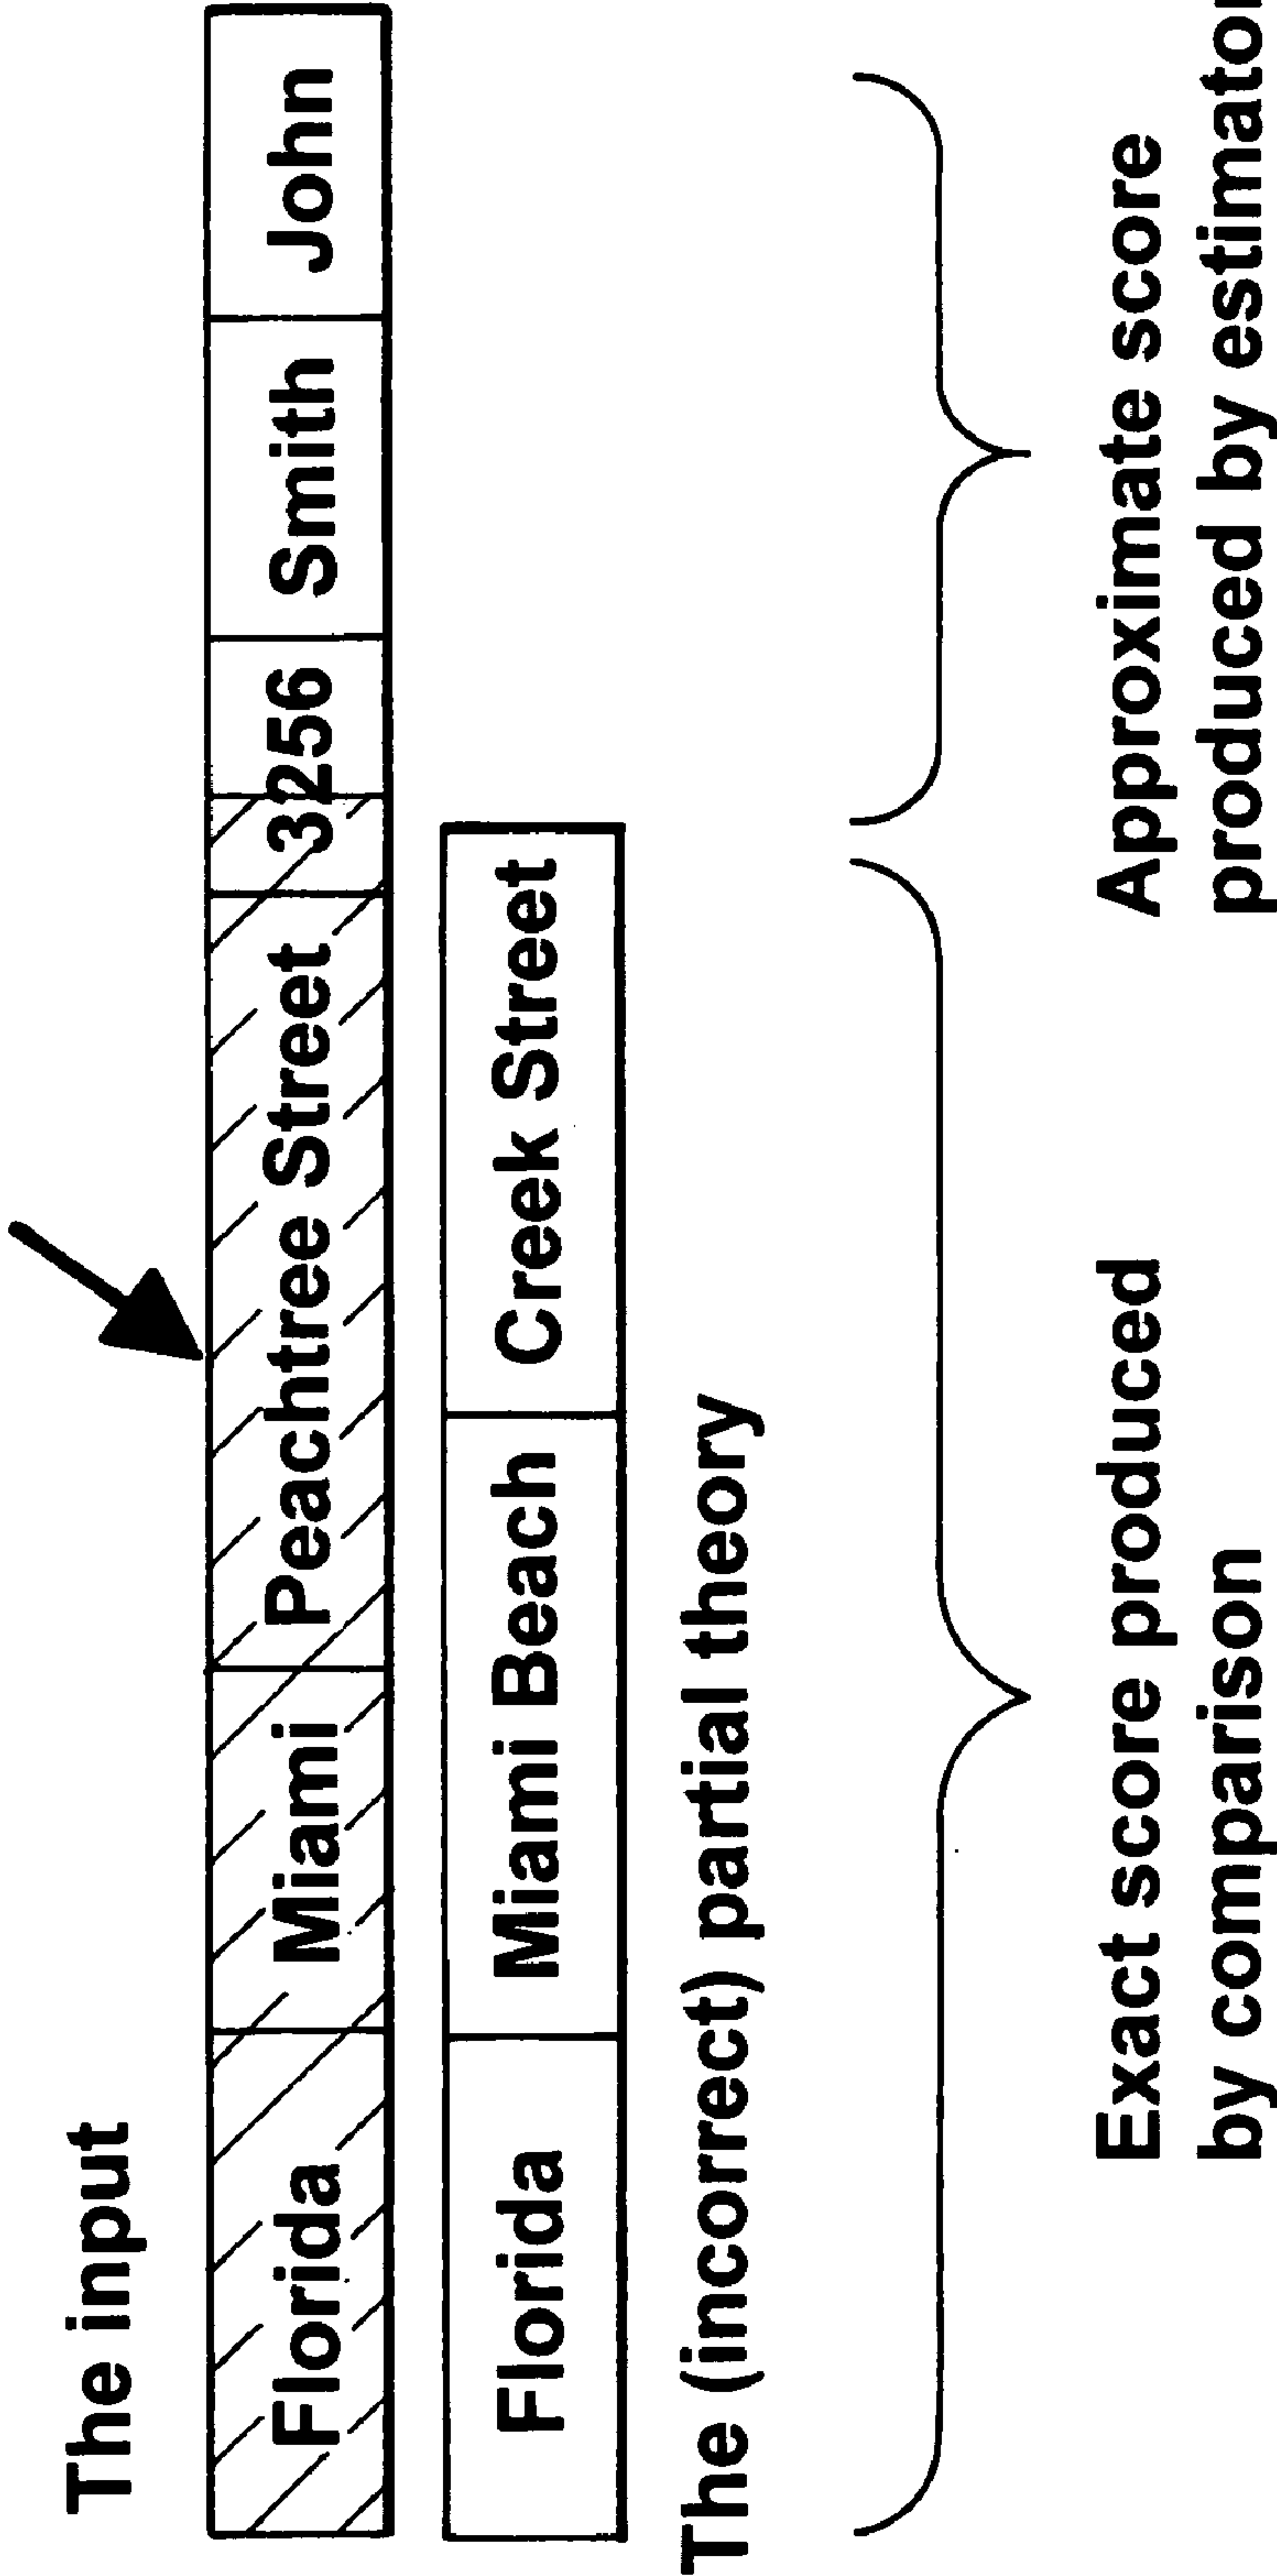 The input
Florida Miami Peachtree Street 3256 Smith John
Florida Miami Beach Creek Street
The (incorrect) partial theory
Exact score produced
by comparison
Approximate score
produced by estimator